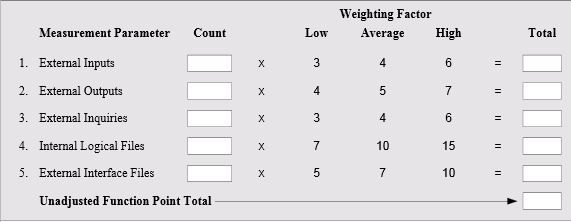 Weighting Factor
Measurement Parameter Count Low Average High Total
1. External Inputs x 3 4 6 =
2. External Outputs x 4 5 7 =
3. External Inquiries x 3 4 6 =
4. Internal Logical Files x 7 10 15 =
5. External Interface Files x 5 7 10 =
Unadjusted Function Point Total